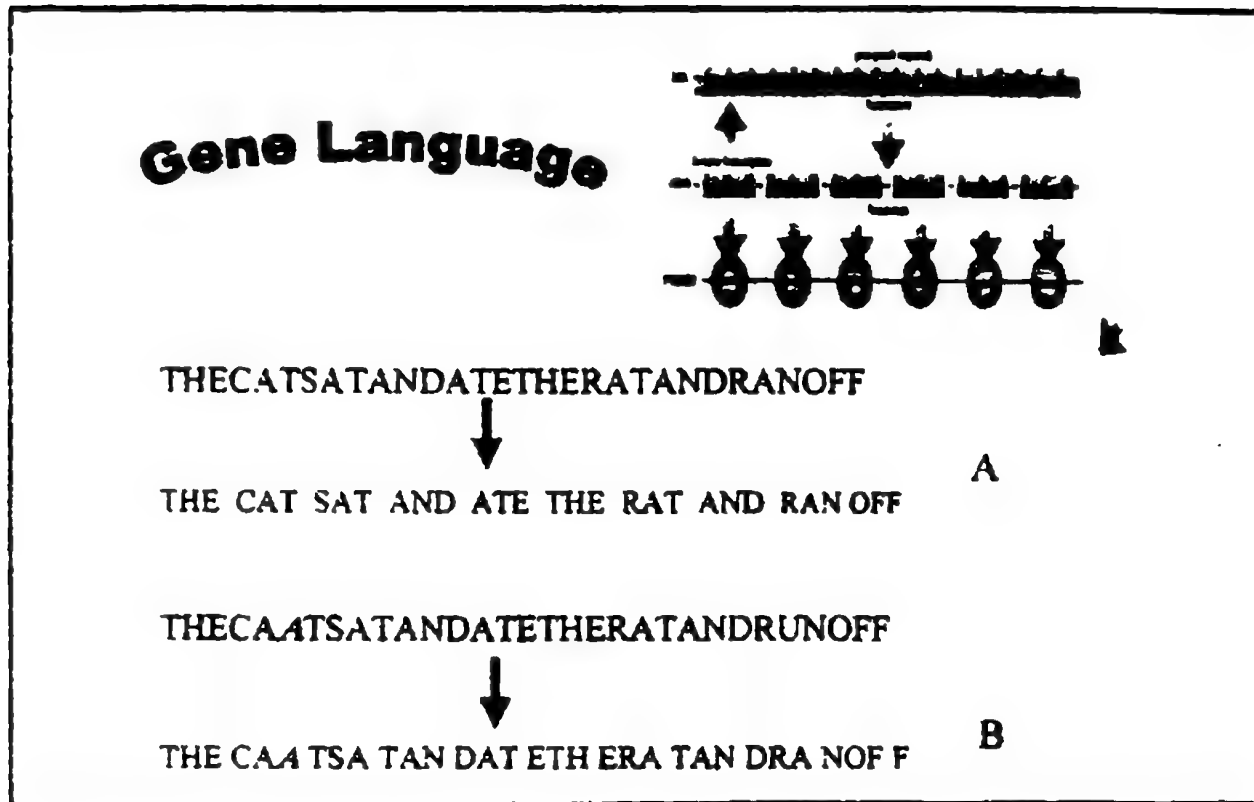 Gene Language
THECATSATANDATETHERATANDRANOFF
THE CAT SAT AND ATE THE RAT AND RAN OFF
A
THECAATSATANDATETHERATANDRUNOFF
THE CAA TSA TAN DAT ETH ERA TAN DRA NOF F
B